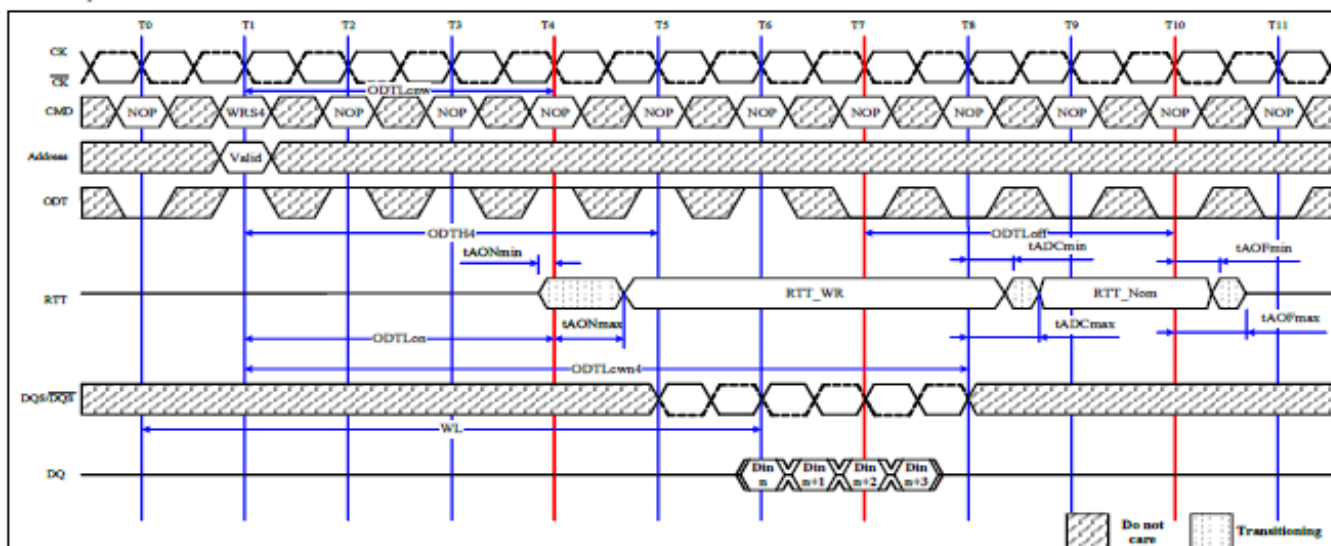 T0 T1 T2 T3 T4 T5 T6 T7 T8 T9 T10 T11
CK
CK
ODTLcnw
CMD NOP WRS4 NOP NOP NOP NOP NOP NOP NOP NOP NOP NOP
Address Valid
ODT
ODTH4 ODTLoff
tAONmin tADCmin tAOFmin
RTT RTT_WR RTT_Nom
tAONmax tADCmax tAOFmax
ODTLon
ODTLcwn4
DQS/DQS
WL
DQ Din n Din n+1 Din n+2 Din n+3
Do not care Transitioning